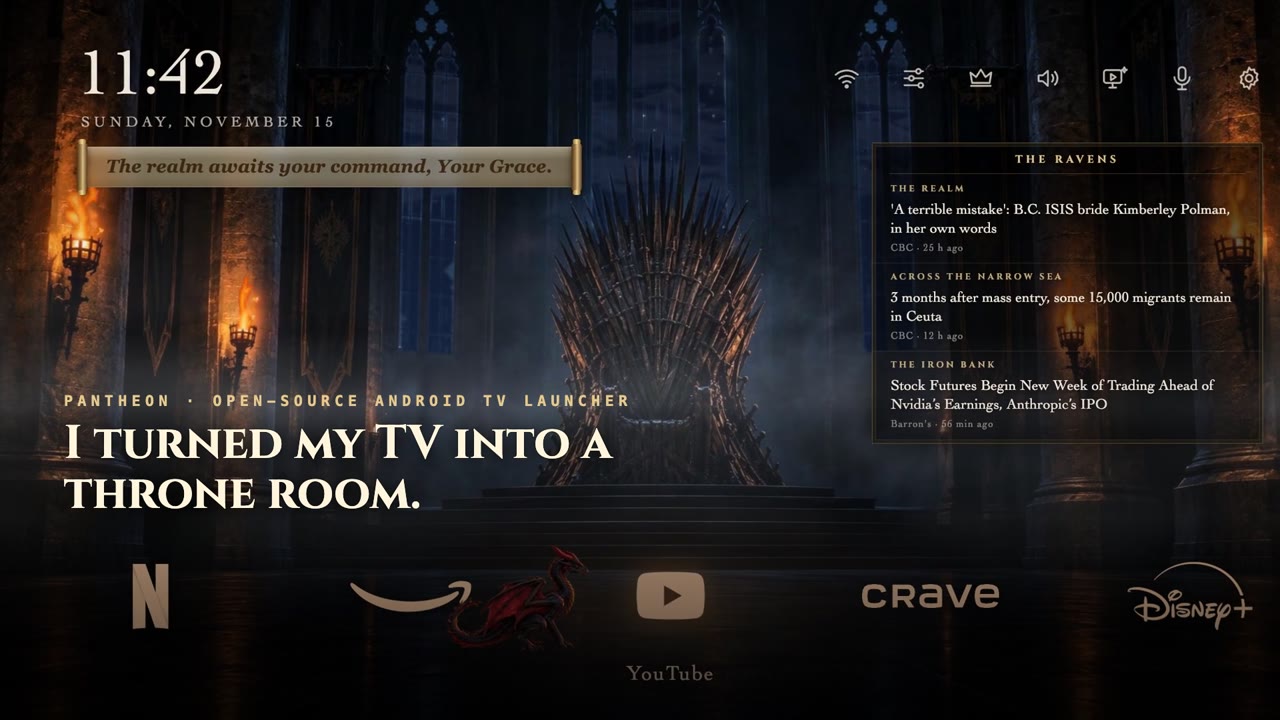 11:42
SUNDAY, NOVEMBER 15
The realm awaits your command, Your Grace.
THE RAVENS
THE REALM
'A terrible mistake': B.C. ISIS bride Kimberley Polman,
in her own words
CBC · 25 h ago
ACROSS THE NARROW SEA
3 months after mass entry, some 15,000 migrants remain
in Ceuta
CBC · 12 h ago
THE IRON BANK
Stock Futures Begin New Week of Trading Ahead of
Nvidia's Earnings, Anthropic's IPO
Barron's · 56 min ago
PANTHEON · OPEN-SOURCE ANDROID TV LAUNCHER
I TURNED MY TV INTO A
THRONE ROOM.
N
CRAVE
Disney+
YouTube